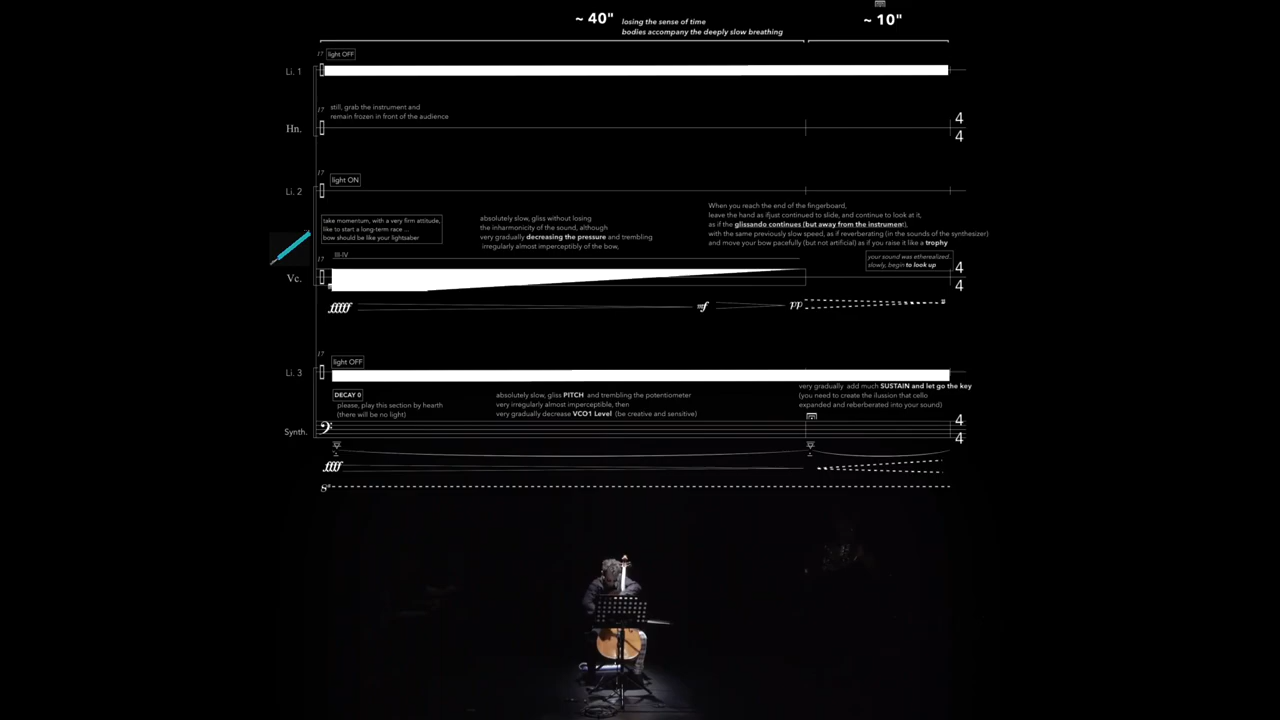 ~ 40" losing the sense of time
bodies accompany the deeply slow breathing
~ 10"
17 light OFF
Li. 1
17 still, grab the instrument and
remain frozen in front of the audience
Hn.
4
4
17 light ON
Li. 2
take momentum, with a very firm attitude,
like to start a long-term race ...
bow should be like your lightsaber
absolutely slow, gliss without losing
the inharmonicity of the sound, although
very gradually decreasing the pressure and trembling
irregularly almost imperceptibly of the bow,
When you reach the end of the fingerboard,
leave the hand as ifjust continued to slide, and continue to look at it,
as if the glissando continues (but away from the instrument),
with the same previously slow speed, as if reverberating (in the sounds of the synthesizer)
and move your bow pacefully (but not artificial) as if you raise it like a trophy
your sound was etherealized.
slowly, begin to look up
17 III-IV
Vc.
4
4
ffff mf pp
17 light OFF
Li. 3
DECAY 0
please, play this section by hearth
(there will be no light)
absolutely slow, gliss PITCH and trembling the potentiometer
very irregularly almost imperceptible, then
very gradually decrease VCO1 Level (be creative and sensitive)
very gradually add much SUSTAIN and let go the key
(you need to create the ilussion that cello
expanded and reberberated into your sound)
Synth.
4
4
ffff
8